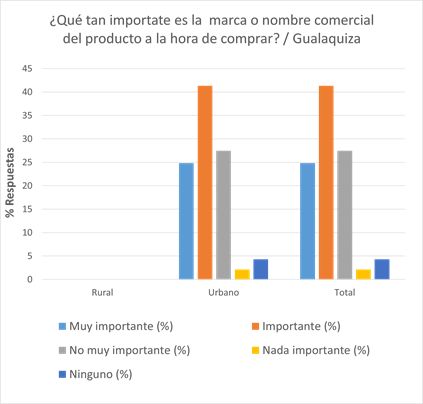 ¿Qué tan importate es la  marca o nombre comercial
del producto a la hora de comprar? / Gualaquiza
45
40
35
30
25
20
15
10
5
0
% Respuestas
Rural Urbano Total
Muy importante (%) Importante (%)
No muy importante (%) Nada importante (%)
Ninguno (%)